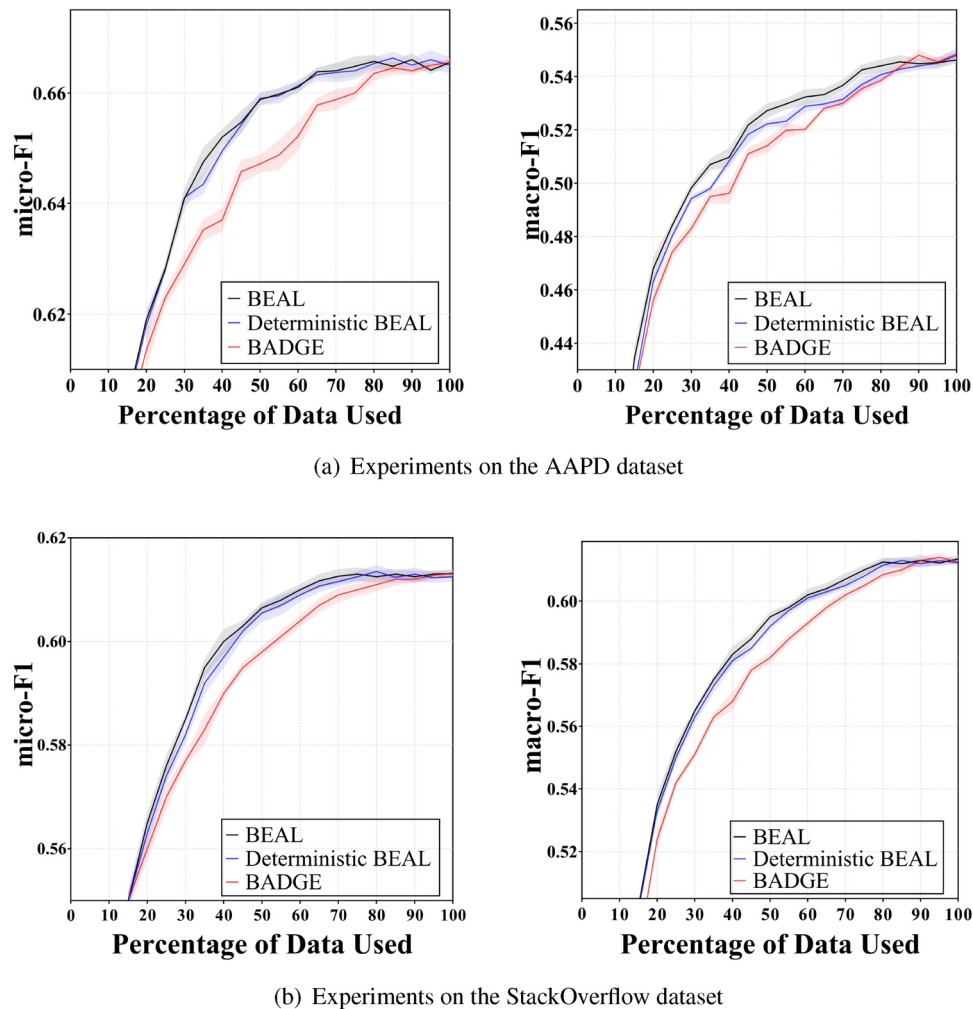 0.66
0.64
0.62
micro-F1
BEAL
Deterministic BEAL
BADGE
0 10 20 30 40 50 60 70 80 90 100
Percentage of Data Used
0.56
0.54
0.52
0.50
0.48
0.46
0.44
macro-F1
BEAL
Deterministic BEAL
BADGE
0 10 20 30 40 50 60 70 80 90 100
Percentage of Data Used
(a) Experiments on the AAPD dataset
0.62
0.60
0.58
0.56
micro-F1
BEAL
Deterministic BEAL
BADGE
0 10 20 30 40 50 60 70 80 90 100
Percentage of Data Used
0.60
0.58
0.56
0.54
0.52
macro-F1
BEAL
Deterministic BEAL
BADGE
0 10 20 30 40 50 60 70 80 90 100
Percentage of Data Used
(b) Experiments on the StackOverflow dataset